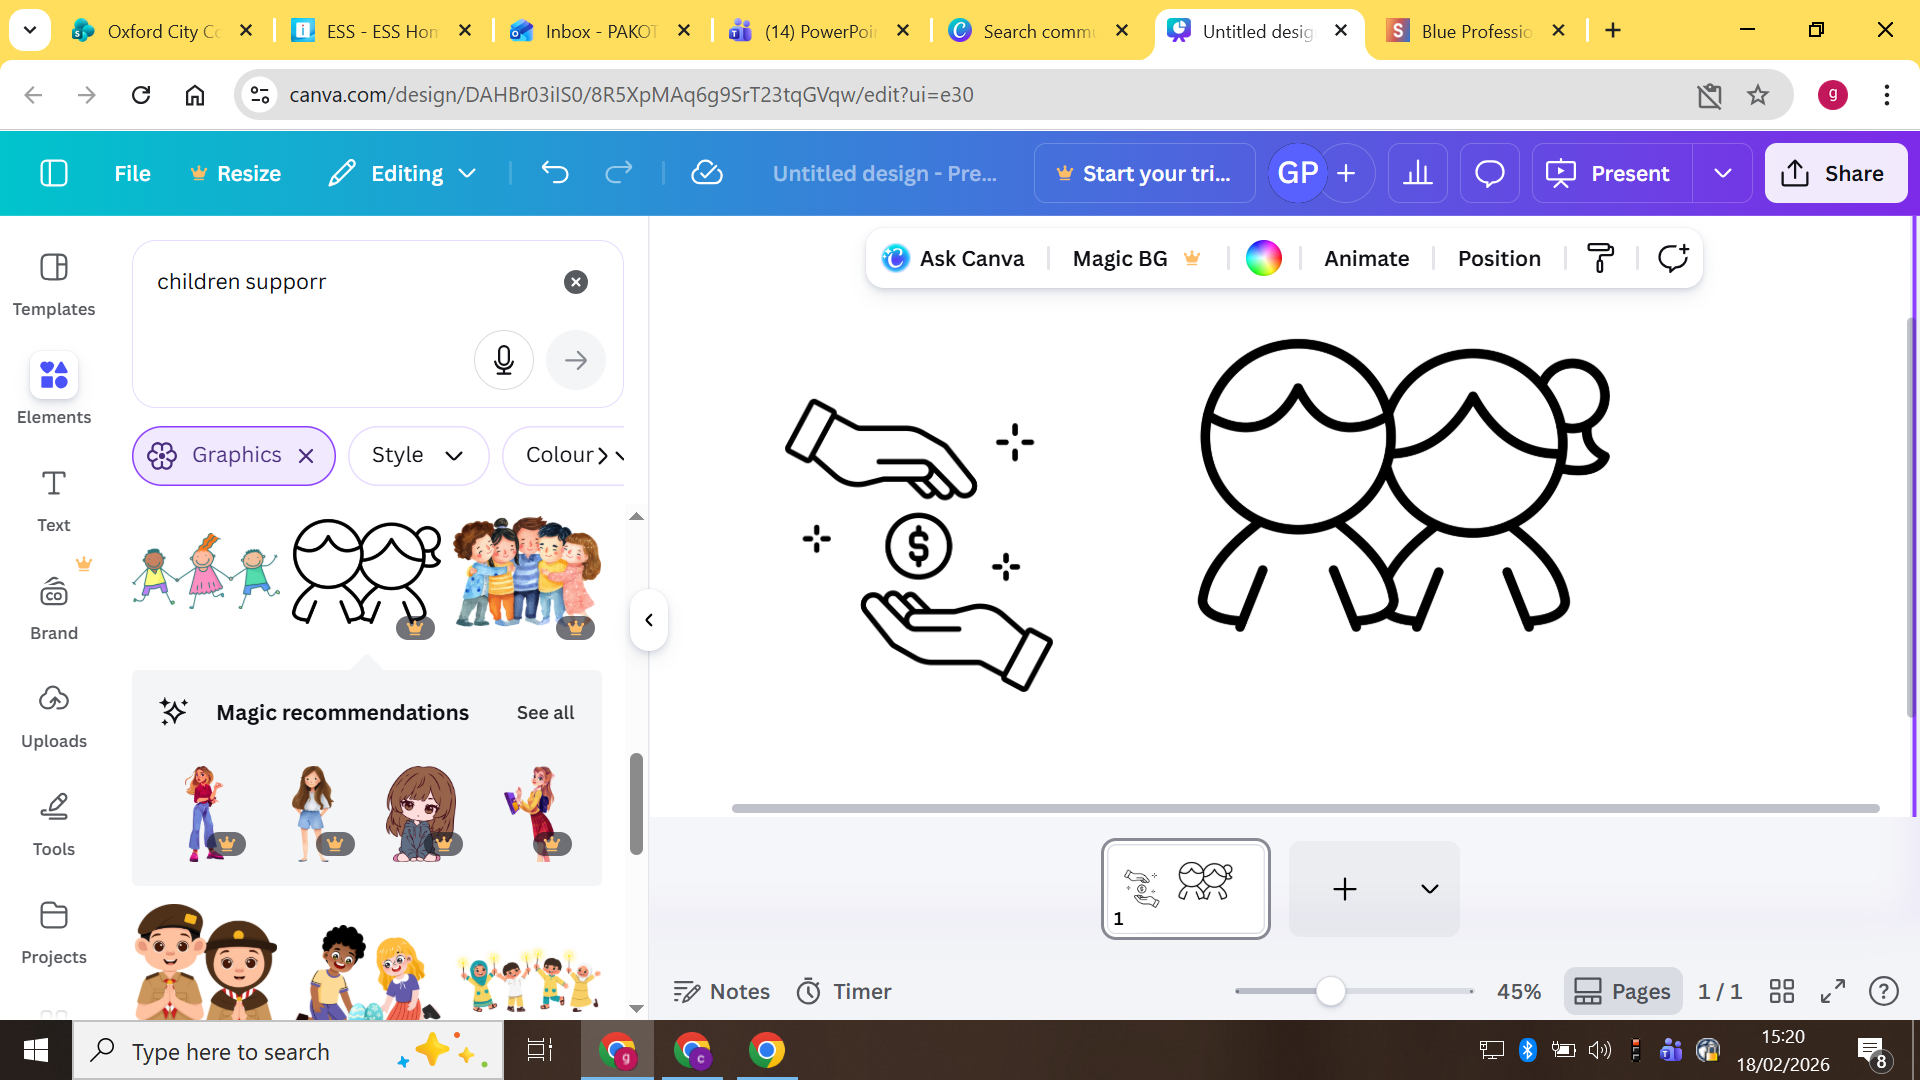 Oxford City Co
ESS - ESS Hom
Inbox - PAKOT
(14) PowerPoi
Search commu
Untitled desig
Blue Professio
canva.com/design/DAHBr03iIS0/8R5XpMAq6g9SrT23tqGVqw/edit?ui=e30
g
File
Resize
Editing
Untitled design - Pre...
Start your tri...
GP
Present
Share
Templates
Elements
Text
Brand
Uploads
Tools
Projects
children supporr
Graphics
Style
Colour
Magic recommendations
See all
Ask Canva
Magic BG
Animate
Position
$
1
Notes
Timer
45%
Pages
1 / 1
Type here to search
15:20
18/02/2026
8